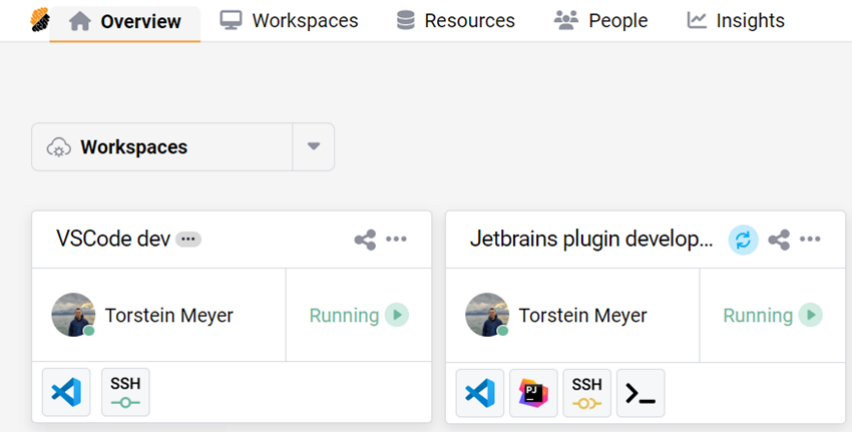 Overview Workspaces Resources People Insights
Workspaces
VSCode dev ... Jetbrains plugin develop...
Torstein Meyer Running Torstein Meyer Running
SSH PJ SSH >_